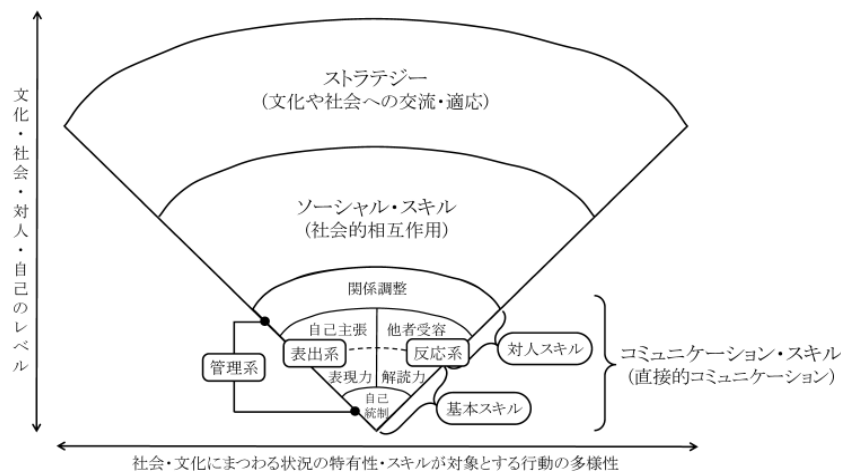 ストラテジー
(文化や社会への交流・適応)
ソーシャル・スキル
(社会的相互作用)
関係調整
自己主張
他者受容
表出系
反応系
管理系
表現力
解読力
自己
統制
対人スキル
基本スキル
コミュニケーション・スキル
(直接的コミュニケーション)
文化・社会・対人・自己のレベル
社会・文化にまつわる状況の特有性・スキルが対象とする行動の多様性